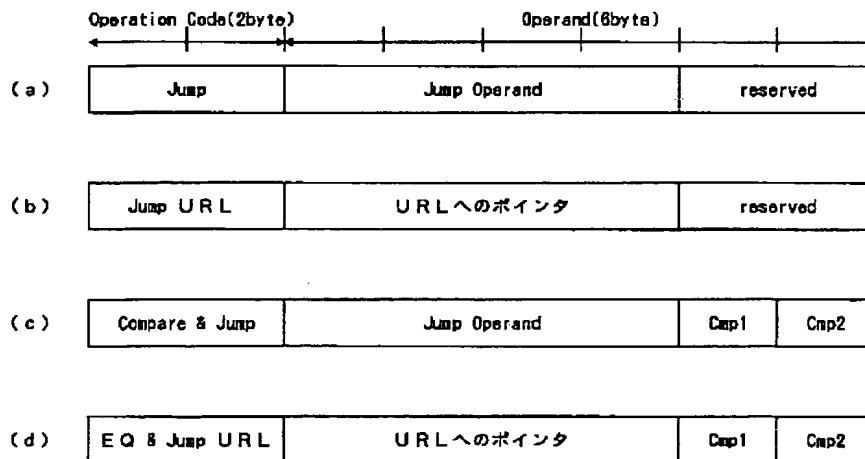 Operation Code(2byte) Operand(6byte)
(a) Jump Jump Operand reserved
(b) Jump URL URLへのポインタ reserved
(c) Compare & Jump Jump Operand Cmp1 Cmp2
(d) EQ & Jump URL URLへのポインタ Cmp1 Cmp2